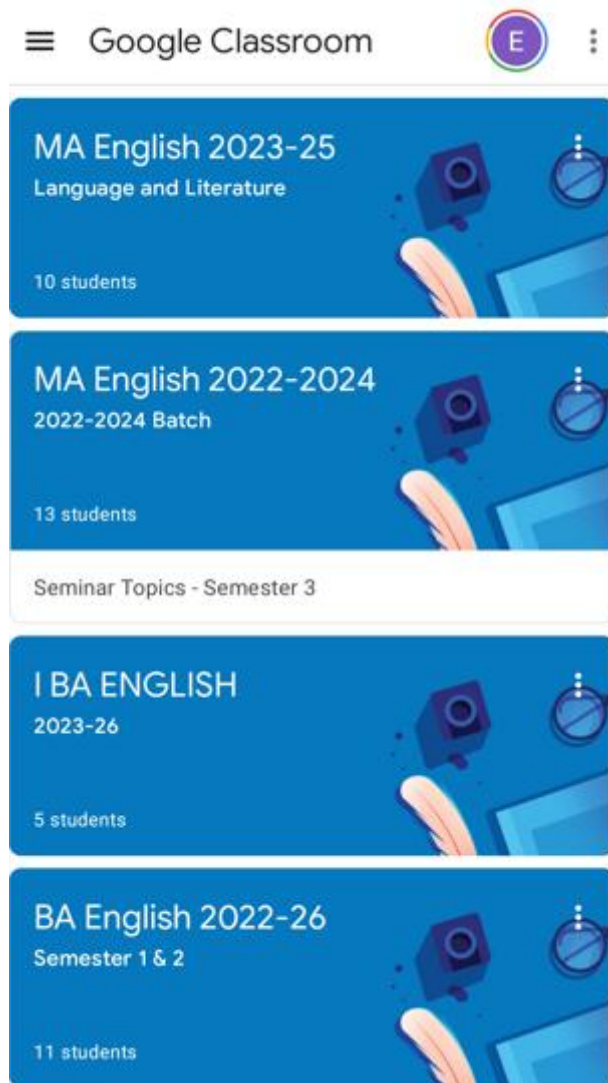 Google Classroom
E
MA English 2023-25
Language and Literature
10 students
MA English 2022-2024
2022-2024 Batch
13 students
Seminar Topics - Semester 3
I BA ENGLISH
2023-26
5 students
BA English 2022-26
Semester 1 & 2
11 students